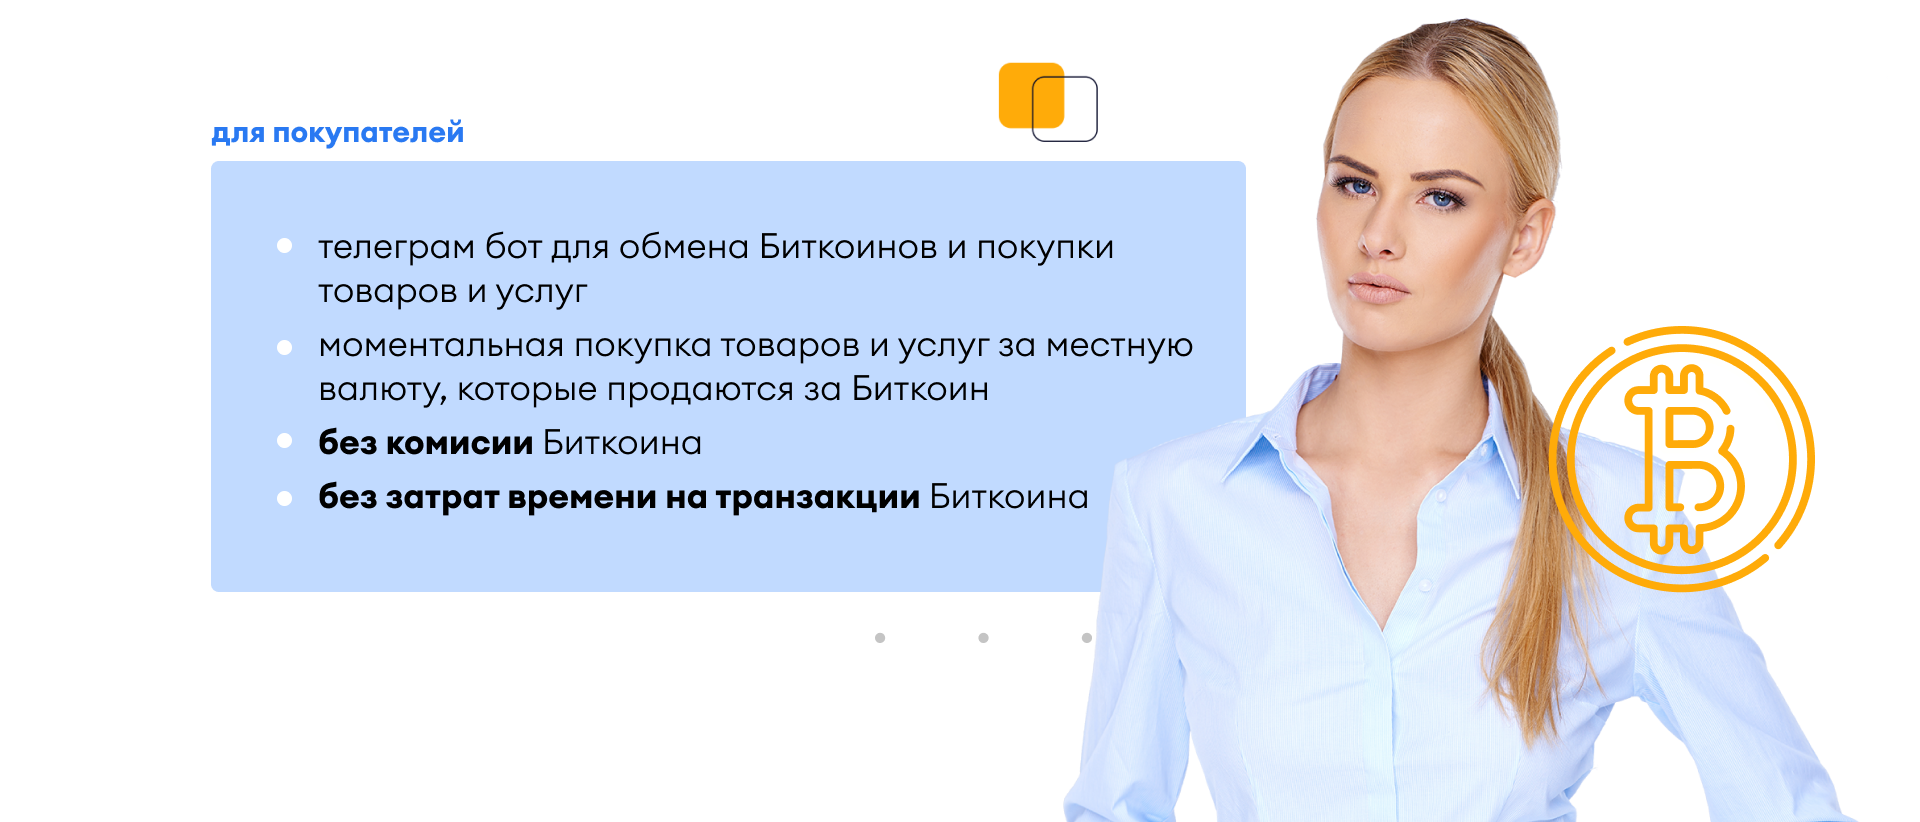 для покупателей
телеграм бот для обмена Биткоинов и покупки
товаров и услуг
моментальная покупка товаров и услуг за местную
валюту, которые продаются за Биткоин
без комисии Биткоина
без затрат времени на транзакции Биткоина